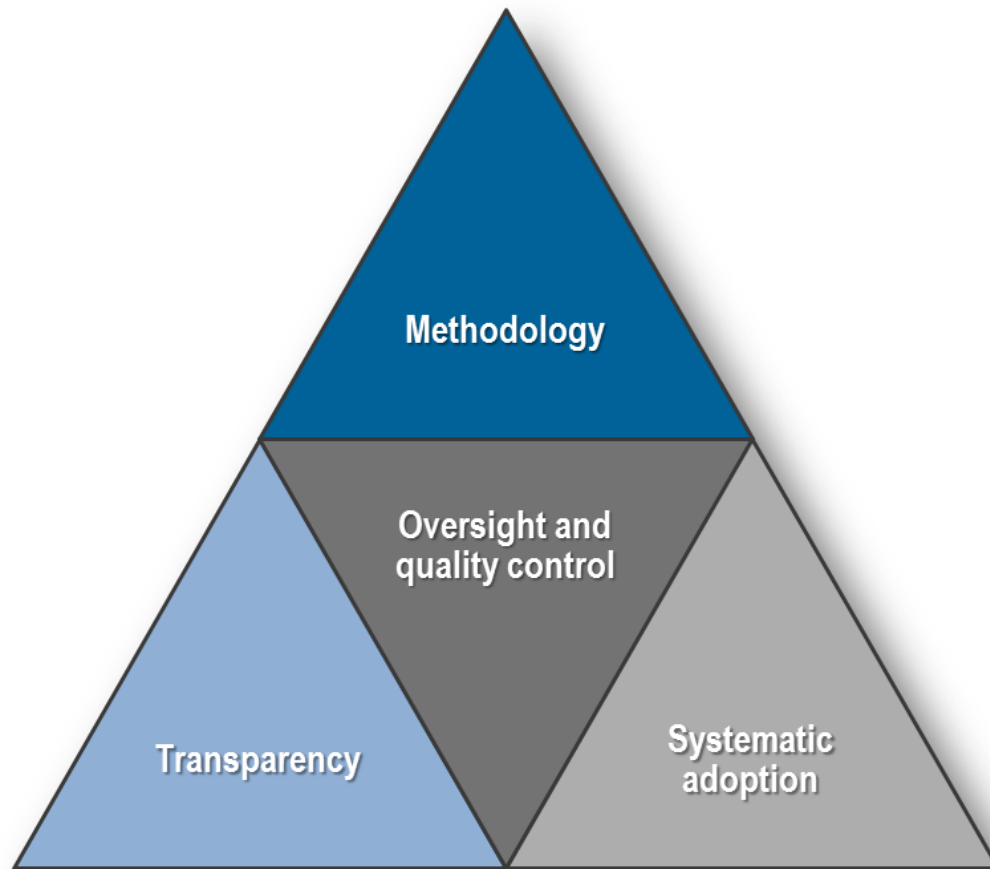 Methodology
Oversight and
quality control
Transparency
Systematic
adoption